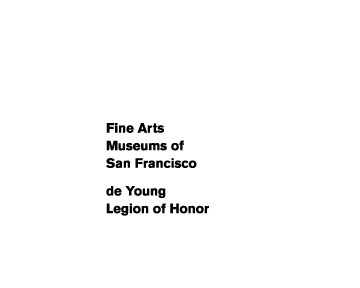 Fine Arts
Museums of
San Francisco
de Young
Legion of Honor